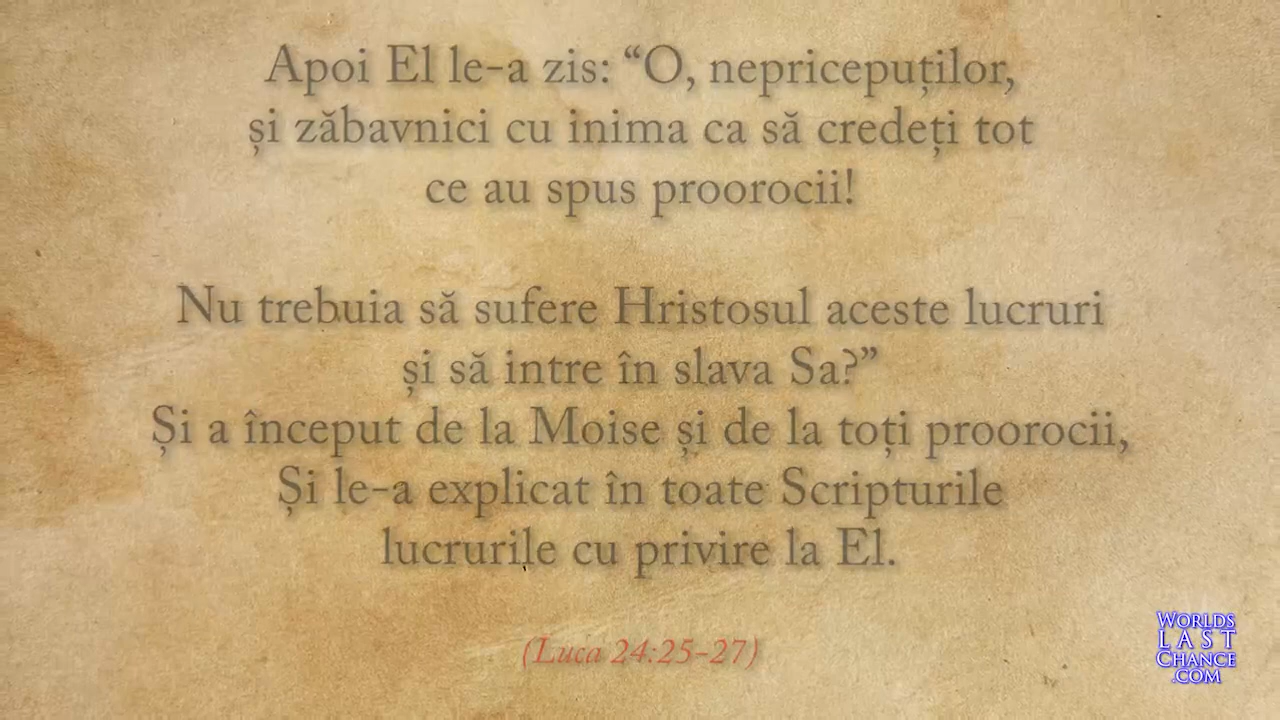 Apoi El le-a zis: “O, nepricepuților,
și zăbavnici cu inima ca să credeți tot
ce au spus proorocii!
Nu trebuia să sufere Hristosul aceste lucruri
și să intre în slava Sa?”
Și a început de la Moise și de la toți proorocii,
Și le-a explicat în toate Scripturile
lucrurile cu privire la El.
(Luca 24:25-27)
WORLDS
LAST
CHANCE
.COM